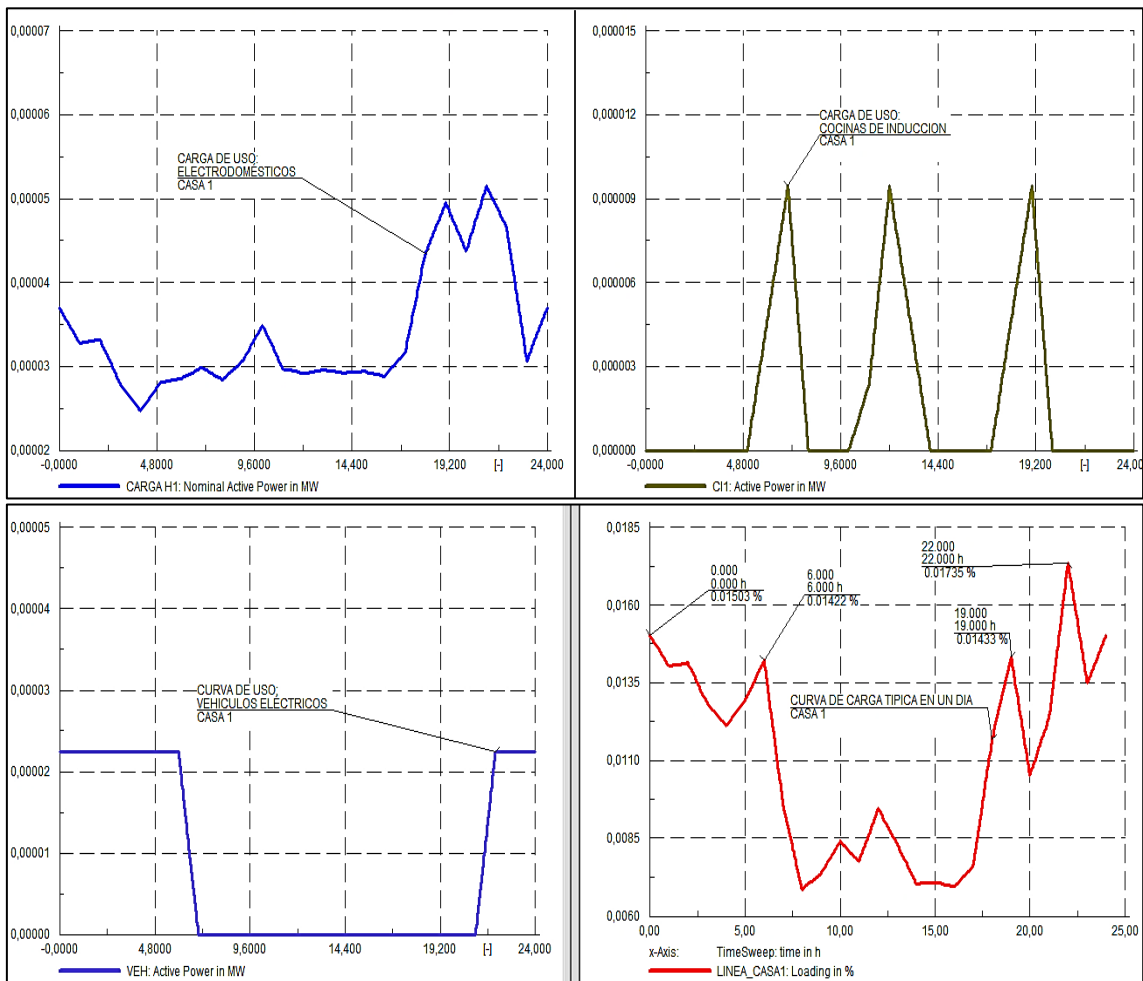 0,00007
0,00006
0,00005
0,00004
0,00003
0,00002
CARGA DE USO:
ELECTRODOMÉSTICOS
CASA 1
-0,0000
4,8000
9,6000
14,400
19,200
[-]
24,000
CARGA H1: Nominal Active Power in MW
0,000015
0,000012
0,000009
0,000006
0,000003
0,000000
CARGA DE USO:
COCINAS DE INDUCCION
CASA 1
-0,0000
4,8000
9,6000
14,400
19,200
[-]
24,000
CI1: Active Power in MW
0,00005
0,00004
0,00003
0,00002
0,00001
0,00000
CURVA DE USO;
VEHICULOS ELÉCTRICOS
CASA 1
-0,0000
4,8000
9,6000
14,400
19,200
[-]
24,000
VEH: Active Power in MW
0,0185
0,0160
0,0135
0,0110
0,0085
0,0060
0.000
0.000 h
0.01503 %
6.000
6.000 h
0.01422 %
22.000
22.000 h
0.01735 %
19.000
19.000 h
0.01433 %
CURVA DE CARGA TIPICA EN UN DIA
CASA 1
0,00
5,00
10,00
15,00
20,00
25,00
x-Axis: TimeSweep: time in h
LINEA_CASA1: Loading in %